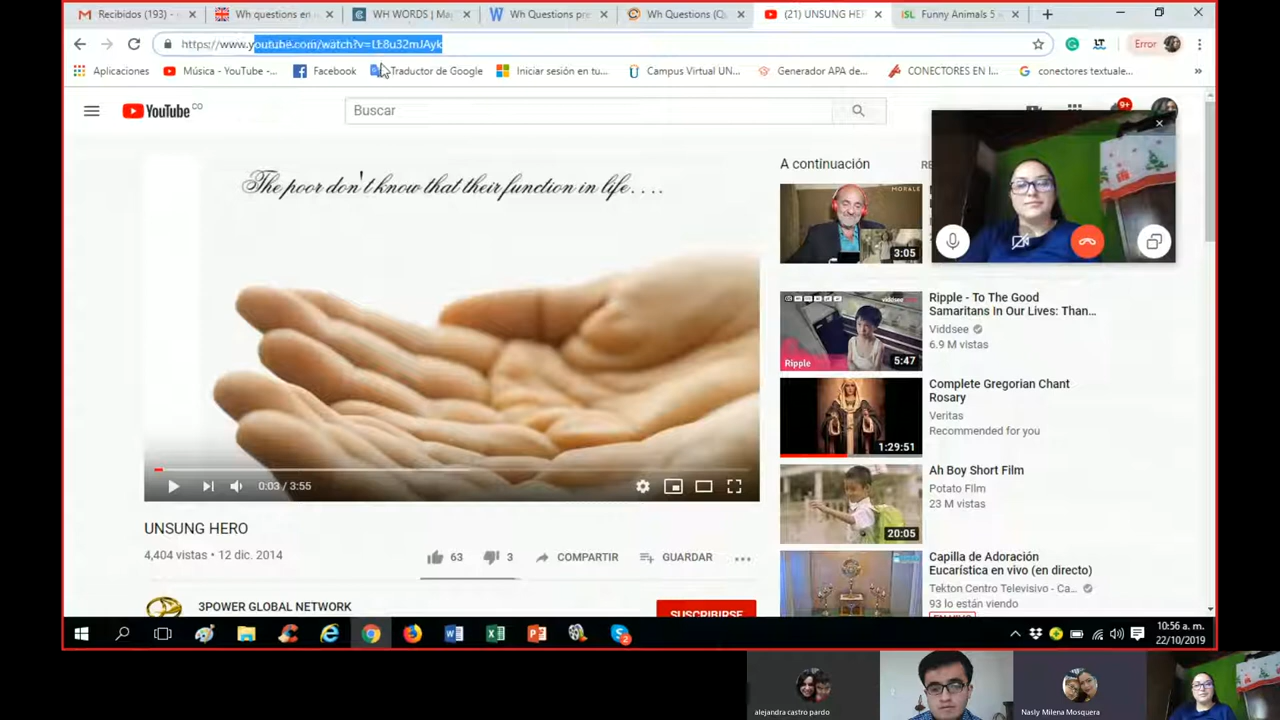 Recibidos (193) -
Wh questions en
WH WORDS | Ma
Wh Questions pre
Wh Questions (Q
(21) UNSUNG HER
Funny Animals 5
https://www.youtube.com/watch?v=LE8u32mJAyk
Error
Aplicaciones
Música - YouTube -...
Facebook
Traductor de Google
Iniciar sesión en tu...
Campus Virtual UN...
Generador APA de...
CONECTORES EN I...
conectores textuale...
»
YouTube CO
Buscar
9+
The poor don't know that their function in life....
A continuación
MORALE
3:05
Ripple - To The Good
Samaritans In Our Lives: Than...
Viddsee
6.9 M vistas
viddsee
Ripple
5:47
Complete Gregorian Chant
Rosary
Veritas
Recommended for you
1:29:51
0:03 / 3:55
Ah Boy Short Film
Potato FIlm
23 M vistas
20:05
UNSUNG HERO
4,404 vistas • 12 dic. 2014
63
3
COMPARTIR
GUARDAR
Capilla de Adoración
Eucarística en vivo (en directo)
Tekton Centro Televisivo - Ca...
93 lo están viendo
3POWER GLOBAL NETWORK
SUSCRIBIRSE
10:56 a. m.
22/10/2019
alejandra castro pardo
Nasly Milena Mosquera